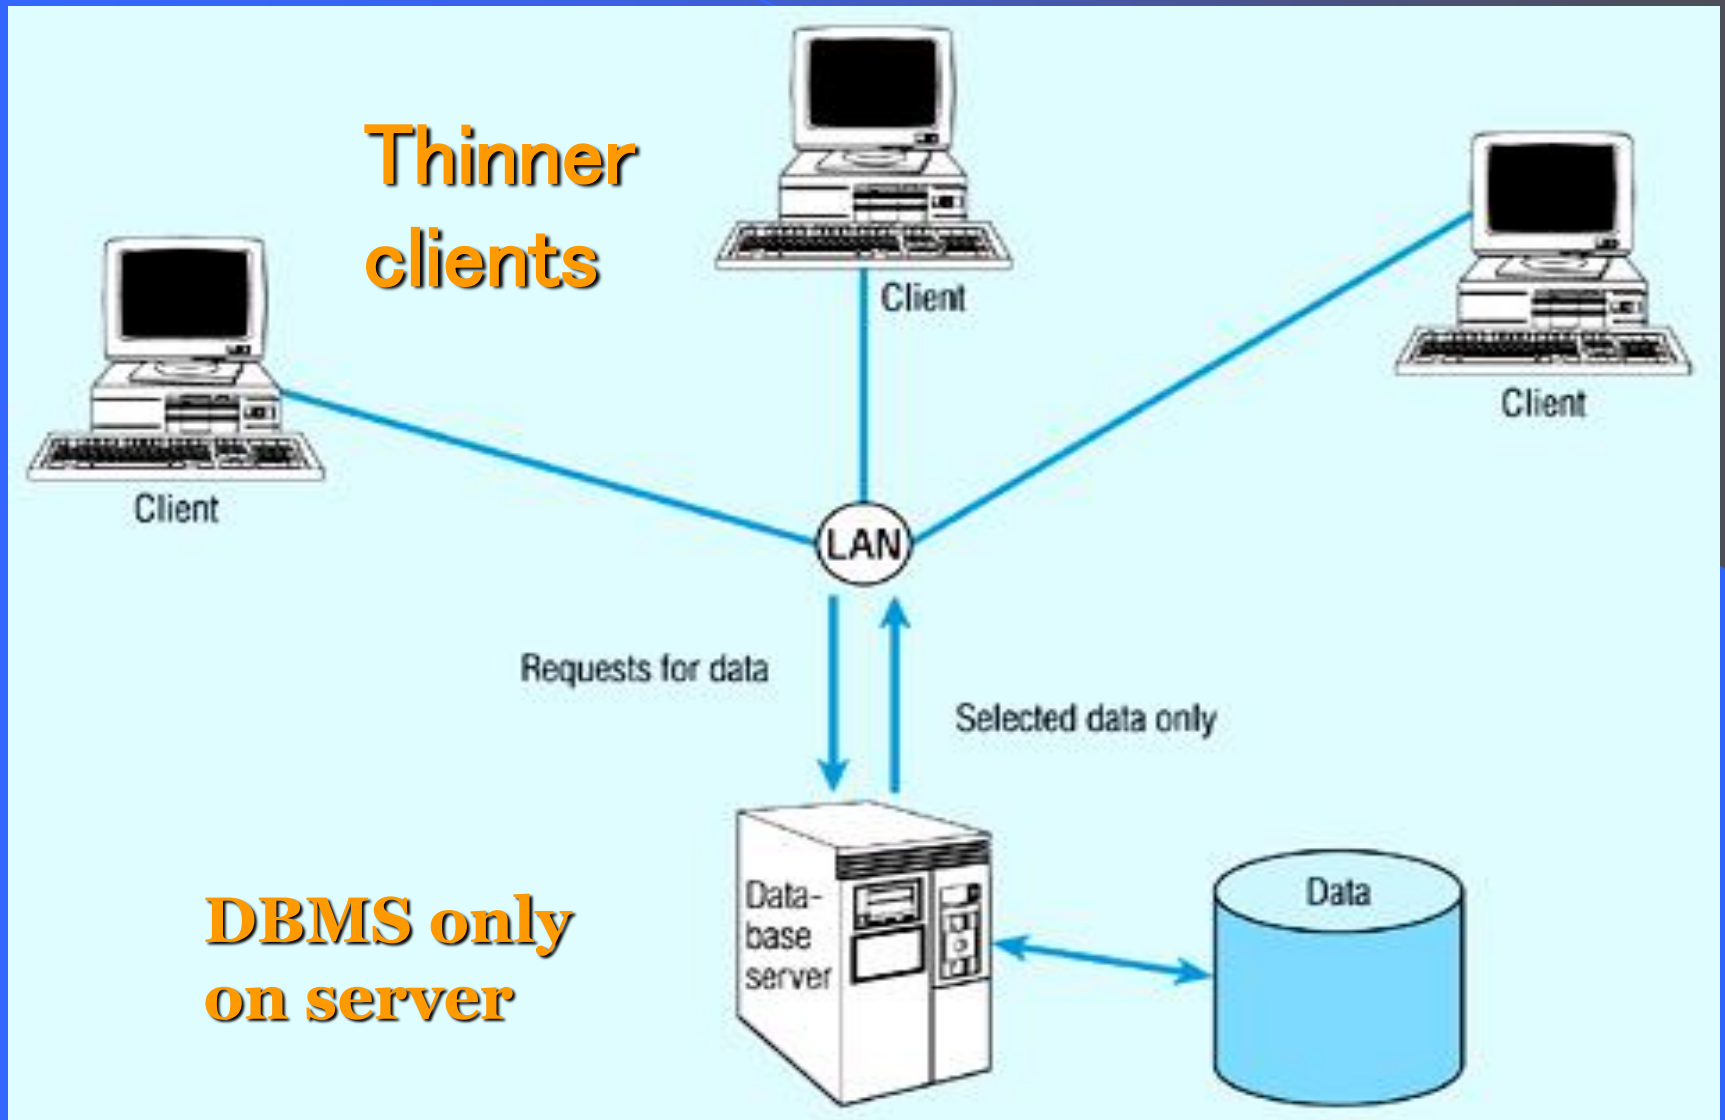 Thinner
clients
Client
Client
Client
LAN
Requests for data
Selected data only
Data-
base
server
Data
DBMS only
on server